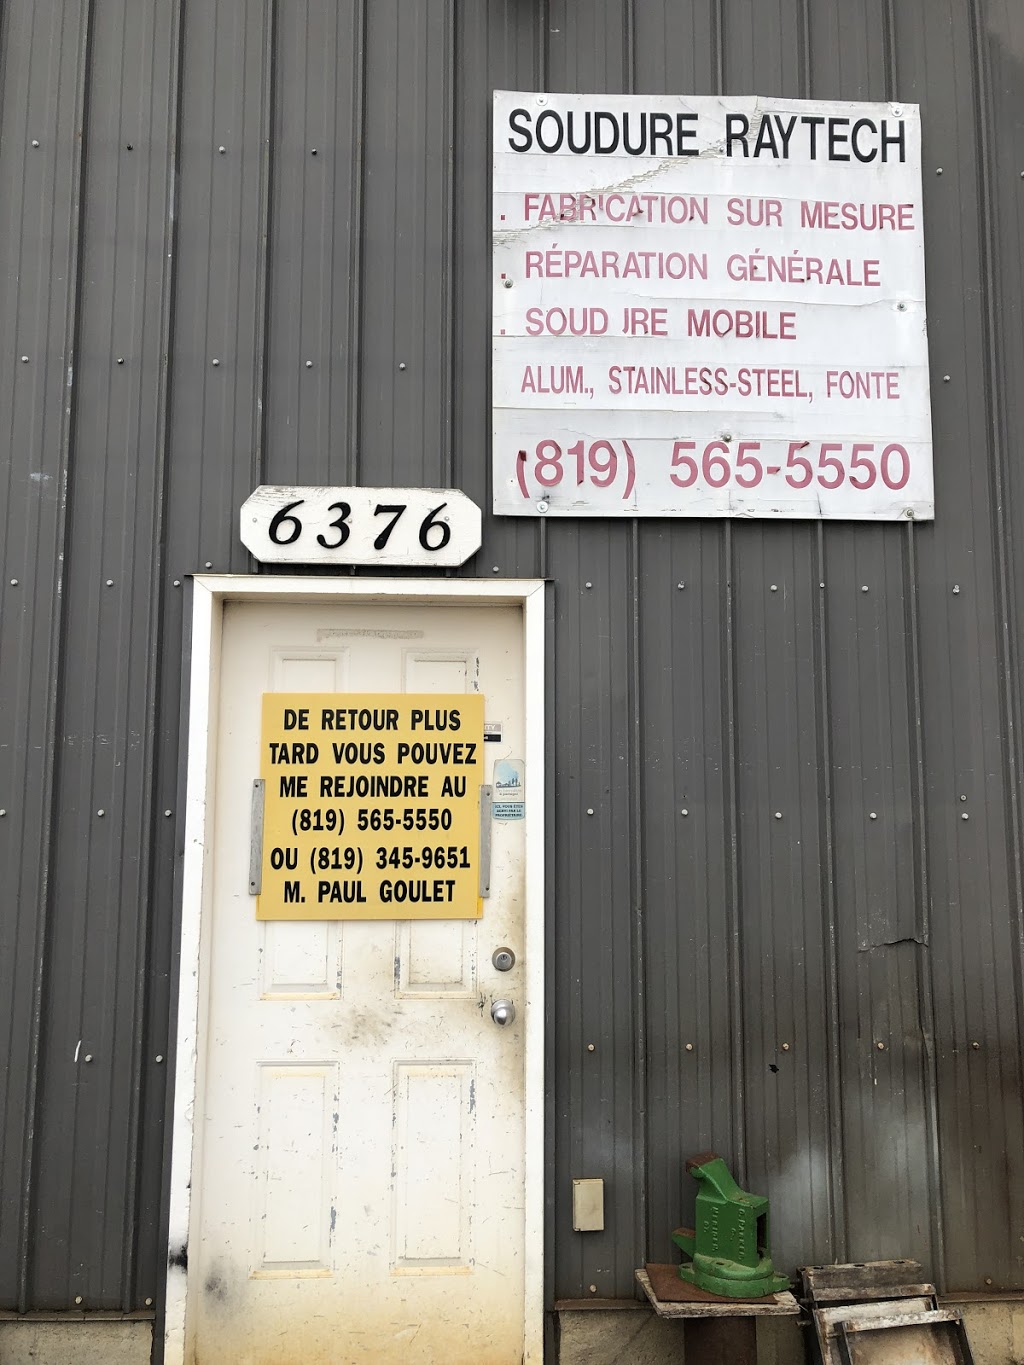 SOUDURE RAYTECH
. FABRICATION SUR MESURE
. RÉPARATION GÉNÉRALE
. SOUDURE MOBILE
ALUM., STAINLESS-STEEL, FONTE
(819) 565-5550
6376
DE RETOUR PLUS
TARD VOUS POUVEZ
ME REJOINDRE AU
(819) 565-5550
OU (819) 345-9651
M. PAUL GOULET